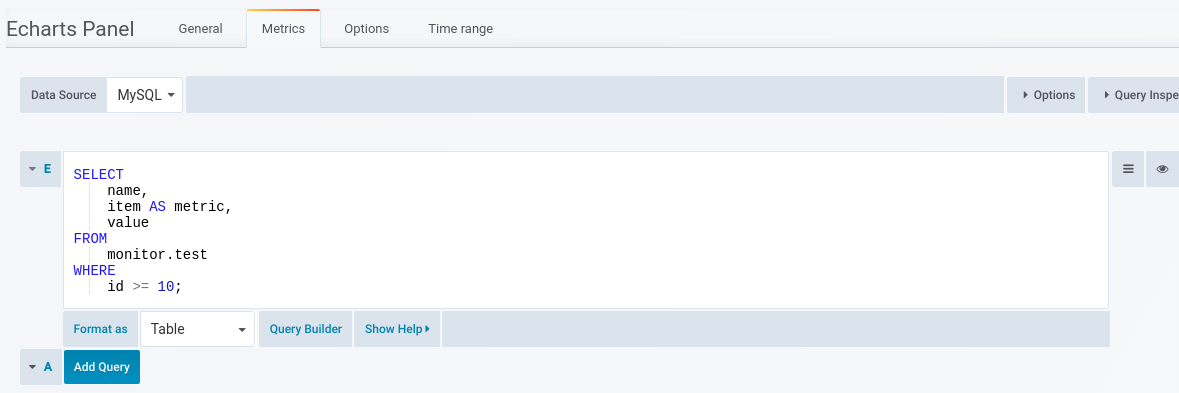 Echarts Panel General Metrics Options Time range
Data Source MySQL Options Query Inspe
E
SELECT
name,
item AS metric,
value
FROM
monitor.test
WHERE
id >= 10;
Format as Table Query Builder Show Help
A Add Query